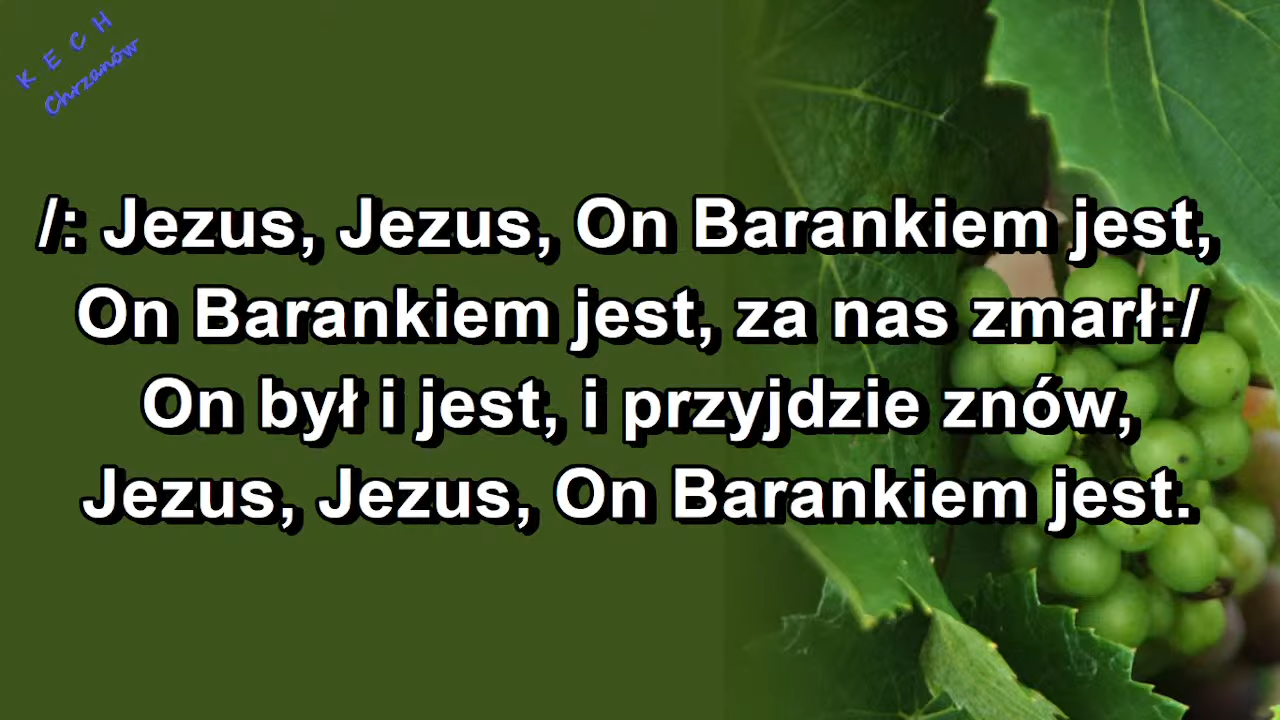 K E C H
Chrzanów
/: Jezus, Jezus, On Barankiem jest,
On Barankiem jest, za nas zmarł:/
On był i jest, i przyjdzie znów,
Jezus, Jezus, On Barankiem jest.